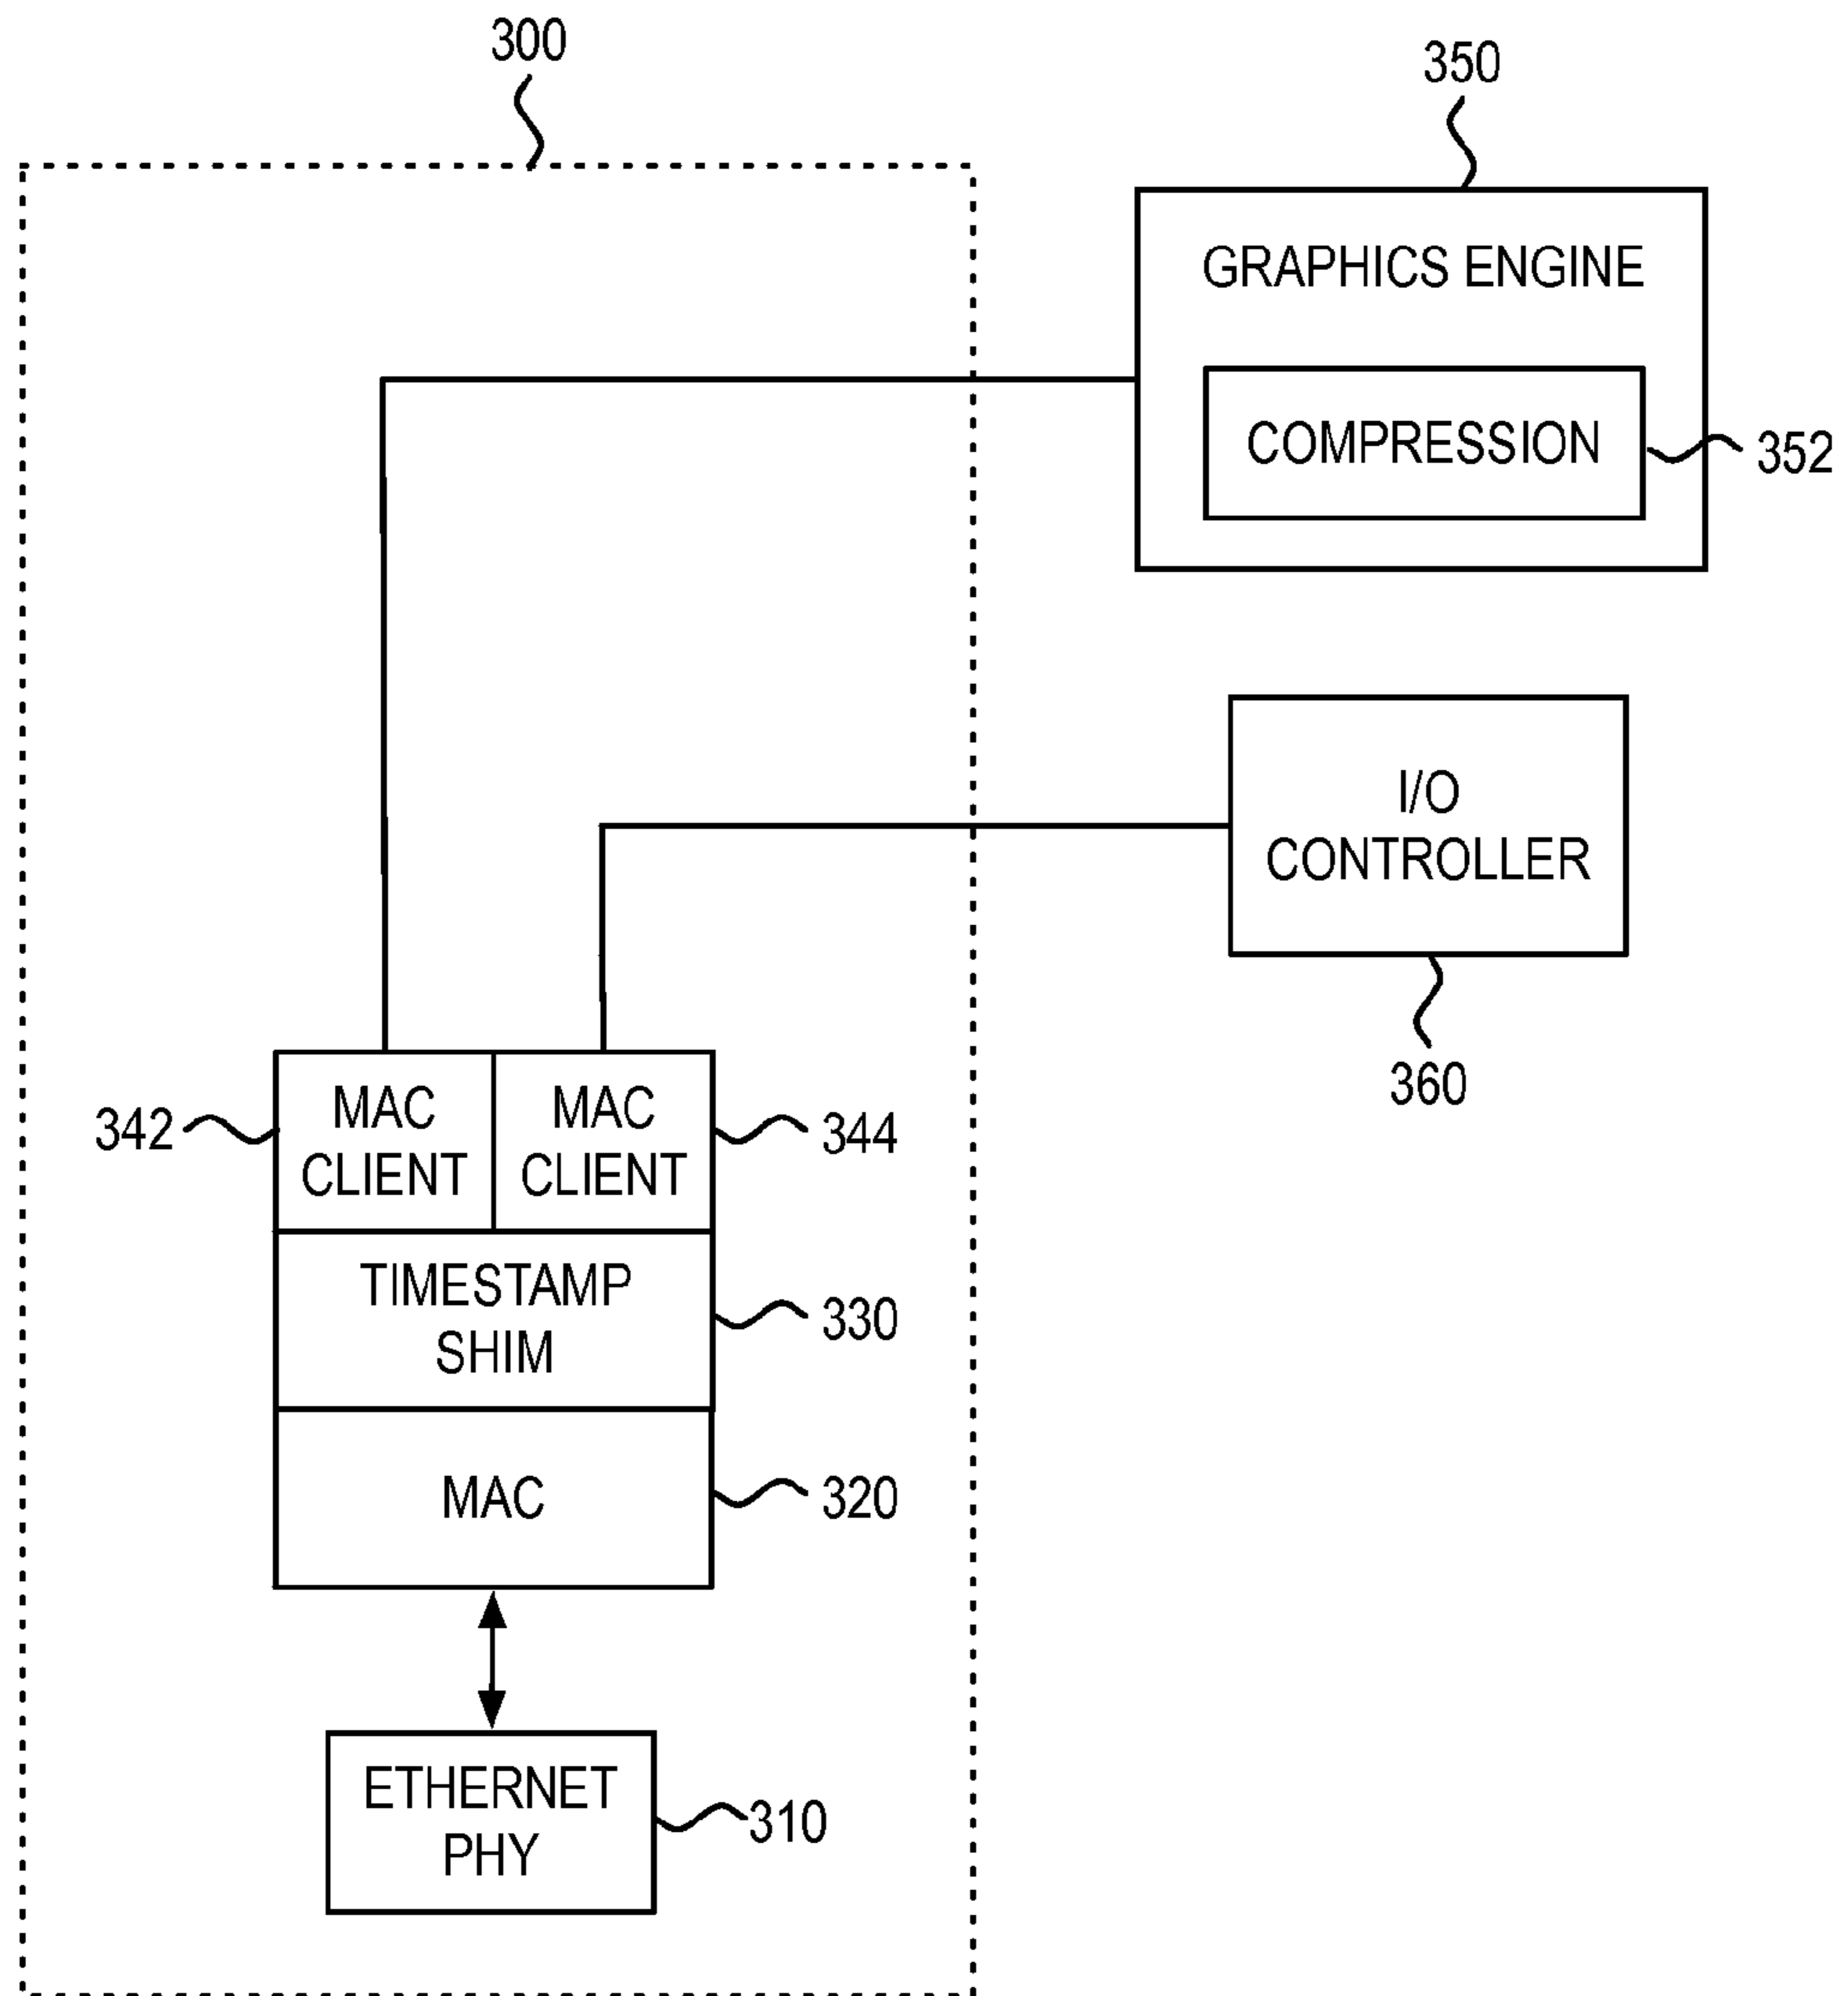 300
350
GRAPHICS ENGINE
COMPRESSION
352
I/O
CONTROLLER
360
342
MAC
CLIENT
MAC
CLIENT
344
TIMESTAMP
SHIM
330
MAC
320
ETHERNET
PHY
310